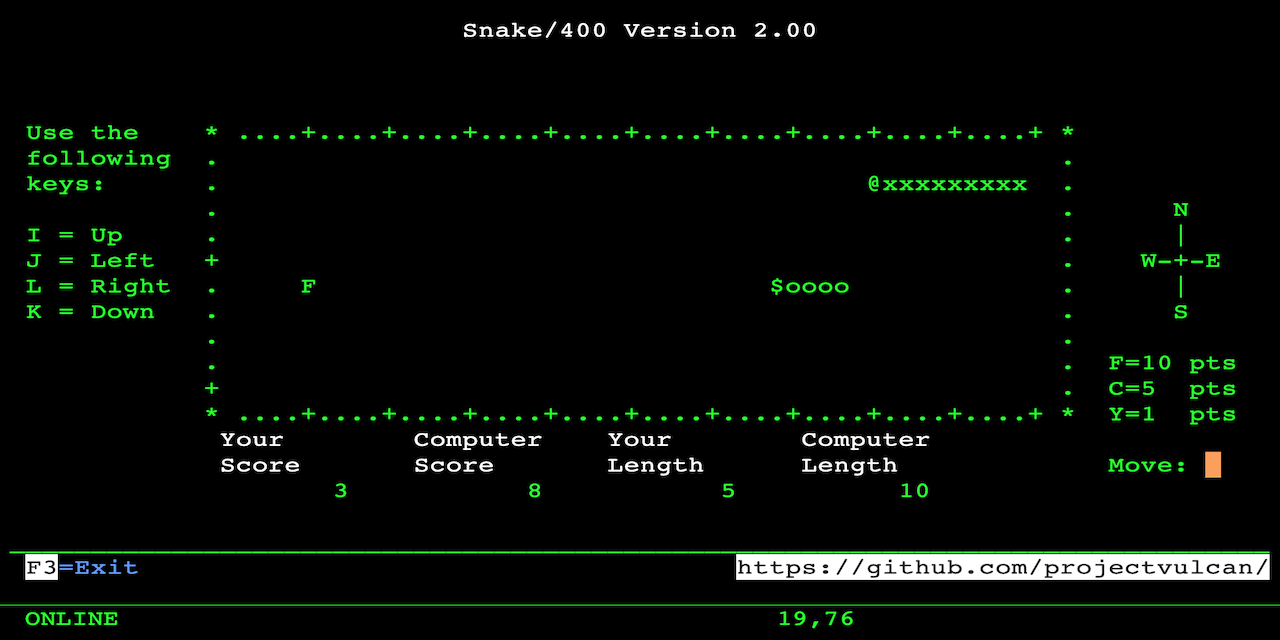 Snake/400 Version 2.00
Use the * ....+....+....+....+....+....+....+....+....+....+ *
following . .
keys: . @xxxxxxxxx .
. . N
I = Up . . |
J = Left + . W-+-E
L = Right . F $oooo . |
K = Down . . S
. .
. . F=10 pts
+ . C=5 pts
* ....+....+....+....+....+....+....+....+....+....+ * Y=1 pts
Your Computer Your Computer
Score Score Length Length Move:
3 8 5 10
F3=Exit https://github.com/projectvulcan/
ONLINE 19,76